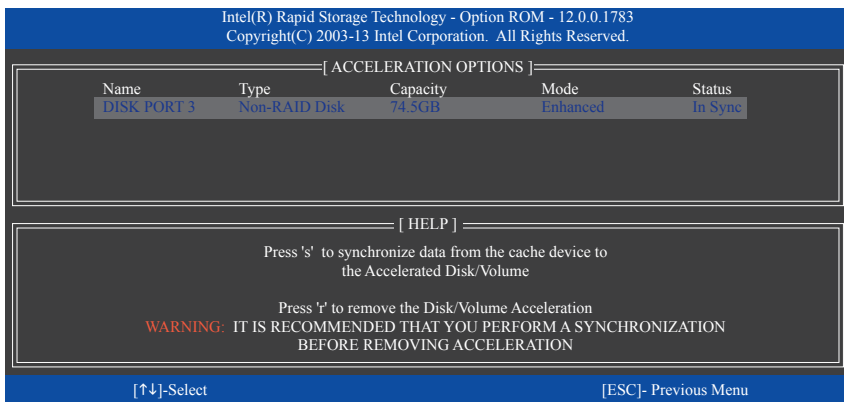 Intel(R) Rapid Storage Technology - Option ROM - 12.0.0.1783
Copyright(C) 2003-13 Intel Corporation. All Rights Reserved.
[ ACCELERATION OPTIONS ]
Name Type Capacity Mode Status
DISK PORT 3 Non-RAID Disk 74.5GB Enhanced In Sync
[ HELP ]
Press 's' to synchronize data from the cache device to
the Accelerated Disk/Volume
Press 'r' to remove the Disk/Volume Acceleration
WARNING: IT IS RECOMMENDED THAT YOU PERFORM A SYNCHRONIZATION
BEFORE REMOVING ACCELERATION
[↑↓]-Select [ESC]- Previous Menu